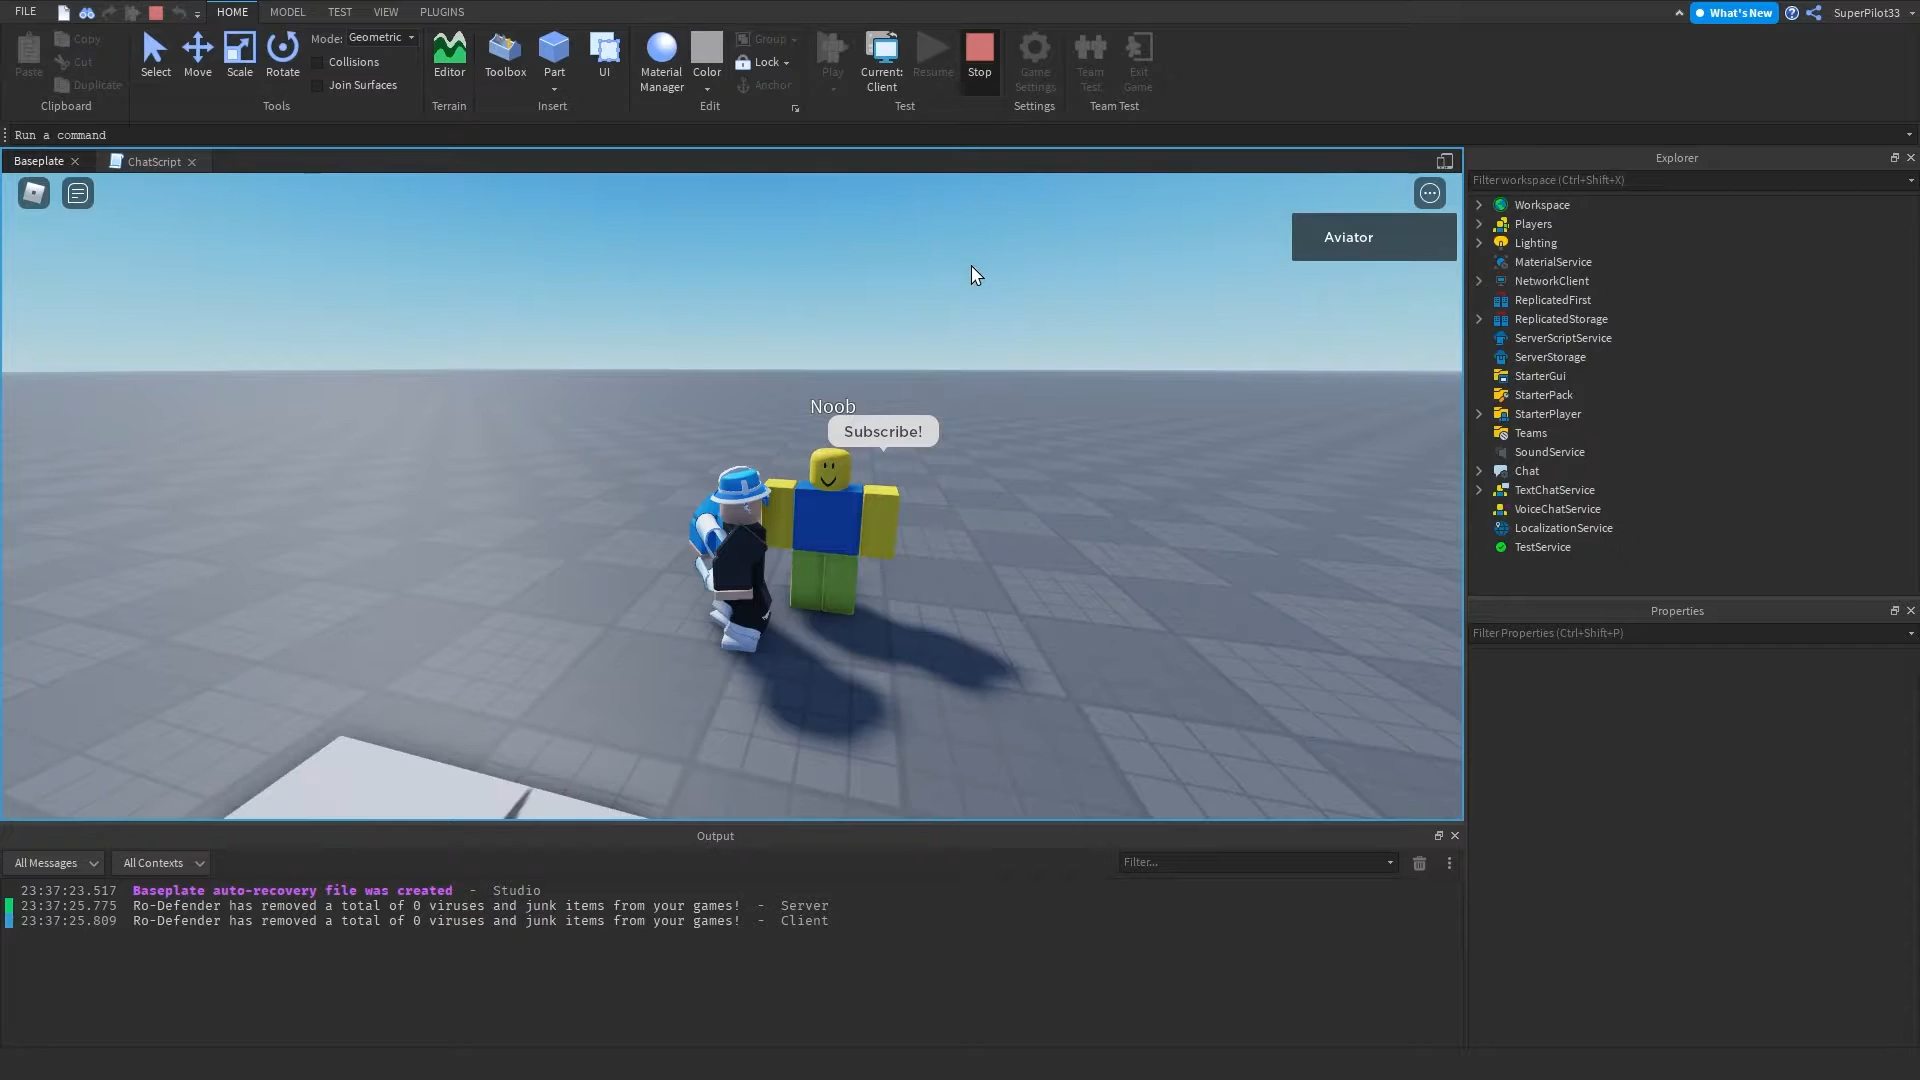 FILE
HOME
MODEL
TEST
VIEW
PLUGINS
What's New
SuperPilot33
Paste
Copy
Cut
Duplicate
Clipboard
Select
Move
Scale
Rotate
Mode: Geometric
Collisions
Join Surfaces
Tools
Editor
Terrain
Toolbox
Part
UI
Insert
Material
Manager
Color
Group
Lock
Anchor
Edit
Play
Current:
Client
Resume
Stop
Test
Game
Settings
Settings
Team
Test
Exit
Game
Team Test
Run a command
Baseplate
ChatScript
Aviator
Noob
Subscribe!
Explorer
Filter workspace (Ctrl+Shift+X)
Workspace
Players
Lighting
MaterialService
NetworkClient
ReplicatedFirst
ReplicatedStorage
ServerScriptService
ServerStorage
StarterGui
StarterPack
StarterPlayer
Teams
SoundService
Chat
TextChatService
VoiceChatService
LocalizationService
TestService
Properties
Filter Properties (Ctrl+Shift+P)
Output
All Messages
All Contexts
Filter...
23:37:23.517 Baseplate auto-recovery file was created - Studio
23:37:25.775 Ro-Defender has removed a total of 0 viruses and junk items from your games! - Server
23:37:25.809 Ro-Defender has removed a total of 0 viruses and junk items from your games! - Client